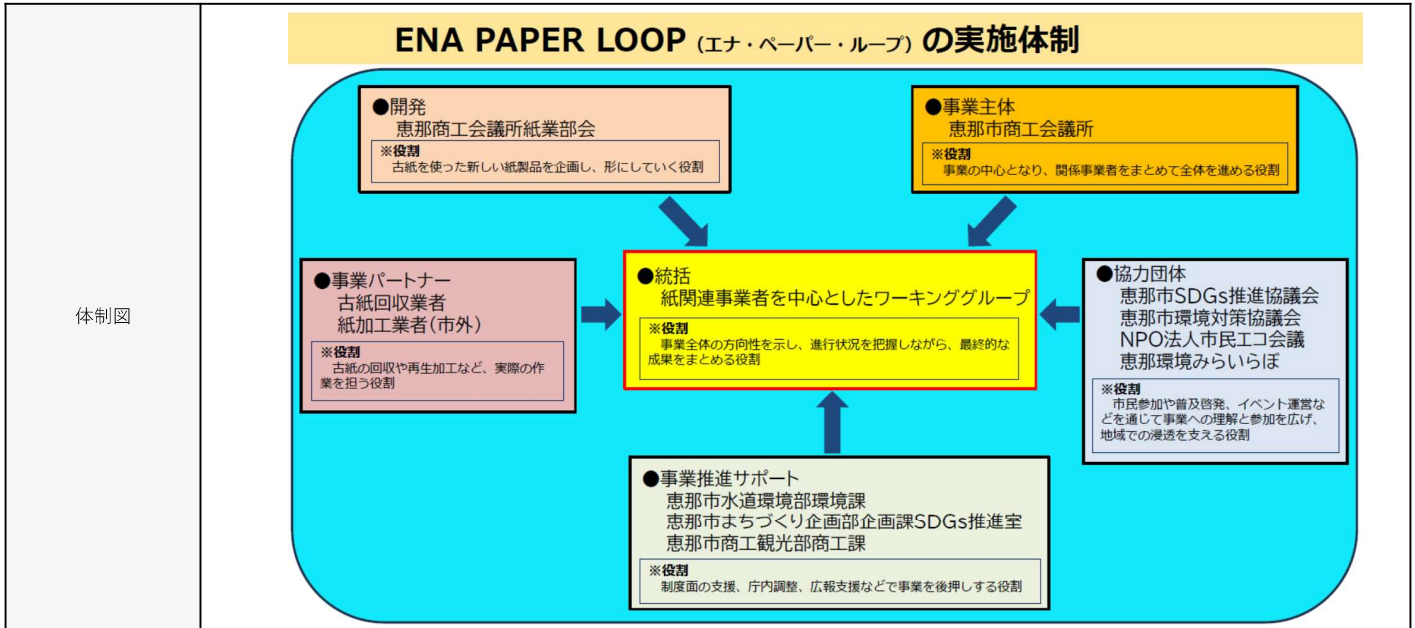 体制図
ENA PAPER LOOP (エナ・ペーパー・ループ) の実施体制
●開発
恵那商工会議所紙業部会
※役割
古紙を使った新しい紙製品を企画し、形にしていく役割
●事業主体
恵那市商工会議所
※役割
事業の中心となり、関係事業者をまとめて全体を進める役割
●事業パートナー
古紙回収業者
紙加工業者(市外)
※役割
古紙の回収や再生加工など、実際の作
業を担う役割
●統括
紙関連事業者を中心としたワーキンググループ
※役割
事業全体の方向性を示し、進行状況を把握しながら、最終的な
成果をまとめる役割
●協力団体
恵那市SDGs推進協議会
恵那市環境対策協議会
NPO法人市民エコ会議
恵那環境みらいらぼ
※役割
市民参加や普及啓発、イベント運営な
どを通じて事業への理解と参加を広げ、
地域での浸透を支える役割
●事業推進サポート
恵那市水道環境部環境課
恵那市まちづくり企画部企画課SDGs推進室
恵那市商工観光部商工課
※役割
制度面の支援、庁内調整、広報支援などで事業を後押しする役割